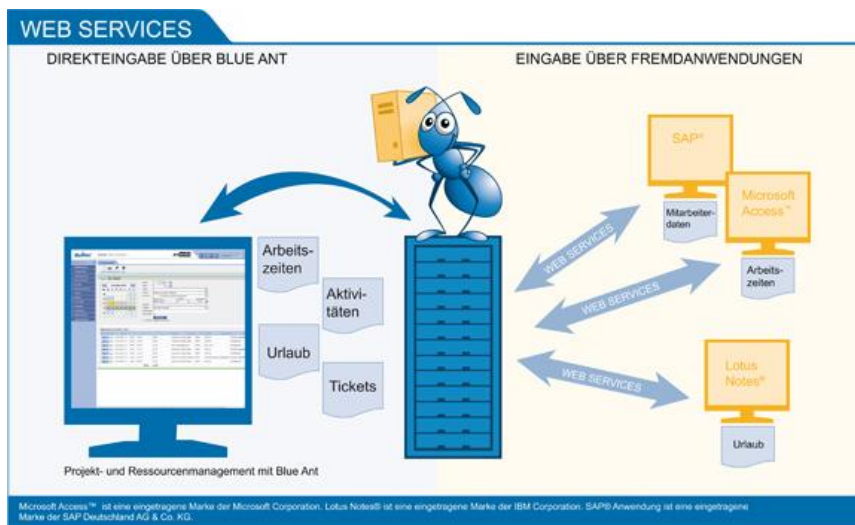 WEB SERVICES
DIREKTEINGABE ÜBER BLUE ANT
EINGABE ÜBER FREMDANWENDUNGEN
SAP®
Microsoft
Access™
Mitarbeiter-
daten
Arbeits-
zeiten
WEB SERVICES
WEB SERVICES
WEB SERVICES
Arbeits-
zeiten
Aktivi-
täten
Urlaub
Tickets
Lotus
Notes®
Urlaub
Projekt- und Ressourcenmanagement mit Blue Ant
Microsoft Access™ ist eine eingetragene Marke der Microsoft Corporation. Lotus Notes® ist eine eingetragene Marke der IBM Corporation. SAP® Anwendung ist eine eingetragene
Marke der SAP Deutschland AG & Co. KG.